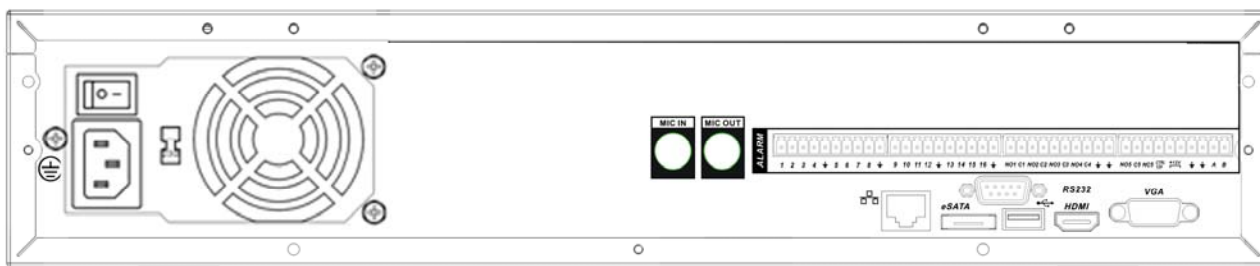 MIC IN
MIC OUT
ALARM
1 2 3 4 ⏚ 5 6 7 8 ⏚ 9 10 11 12 ⏚ 13 14 15 16 ⏚ NO1 C1 NO2 C2 NO3 C3 NO4 C4 ⏚ ⏚ NO5 C5 NC5 ⏚ ⏚ A B
RS232
VGA
eSATA
HDMI